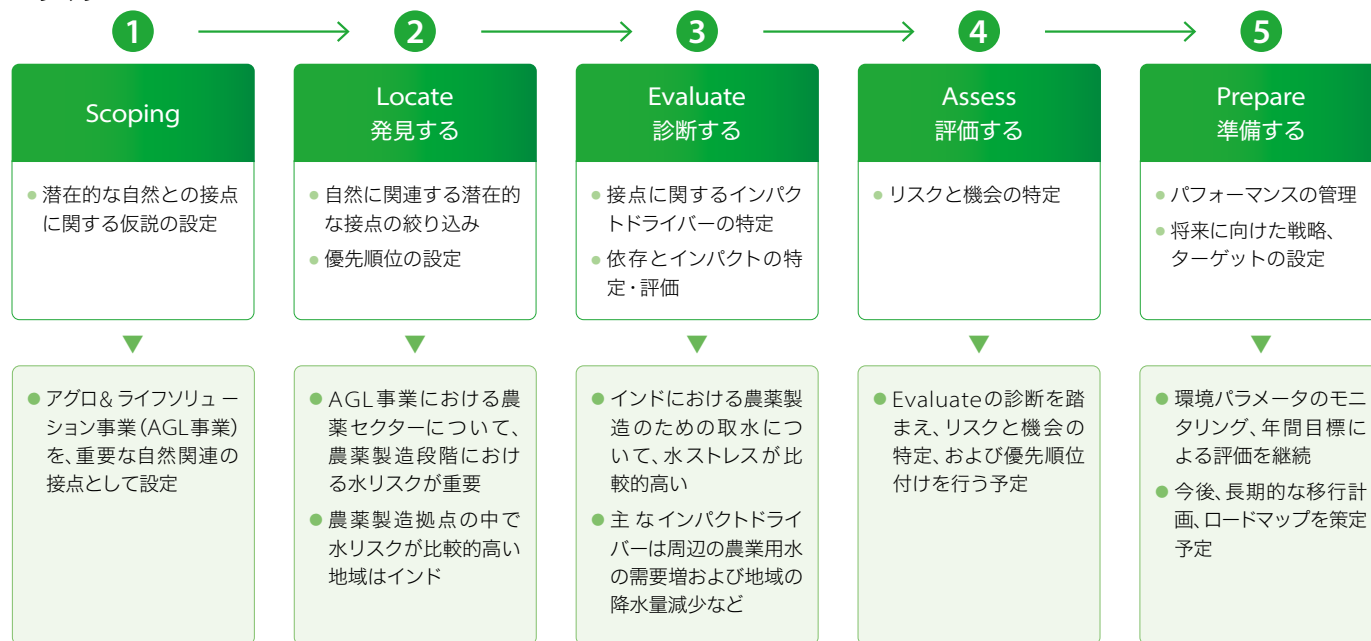 1
2
3
4
5
Scoping
Locate
発見する
Evaluate
診断する
Assess
評価する
Prepare
準備する
● 潜在的な自然との接点
に関する仮説の設定
● 自然に関連する潜在的
な接点の絞り込み
● 優先順位の設定
● 接点に関するインパク
トドライバーの特定
● 依存とインパクトの特
定・評価
● リスクと機会の特定
● パフォーマンスの管理
● 将来に向けた戦略、
ターゲットの設定
● アグロ&ライフソリュー
ション事業(AGL事業)
を、重要な自然関連の
接点として設定
● AGL事業における農
薬セクターについて、
農薬製造段階におけ
る水リスクが重要
● 農薬製造拠点の中で
水リスクが比較的高い
地域はインド
● インドにおける農薬製
造のための取水につ
いて、水ストレスが比
較的高い
● 主なインパクトドライ
バーは周辺の農業用水
の需要増および地域の
降水量減少など
● Evaluateの診断を踏
まえ、リスクと機会の
特定、および優先順位
付けを行う予定
● 環境パラメータのモニ
タリング、年間目標に
よる評価を継続
● 今後、長期的な移行計
画、ロードマップを策定
予定